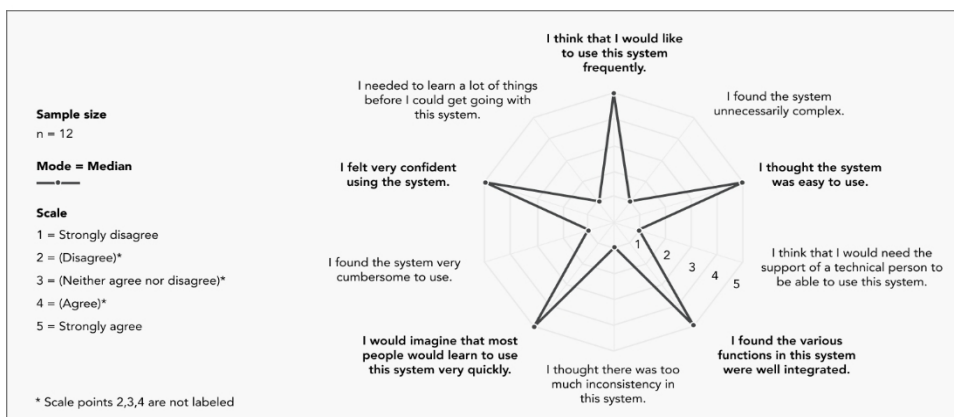 I think that I would like
to use this system
frequently.
I needed to learn a lot of things
before I could get going with
this system.
I found the system
unnecessarily complex.
Sample size
n = 12
Mode = Median
I felt very confident
using the system.
I thought the system
was easy to use.
Scale
1 = Strongly disagree
2 = (Disagree)*
3 = (Neither agree nor disagree)*
4 = (Agree)*
5 = Strongly agree
1
2
3
4
5
I found the system very
cumbersome to use.
I think that I would need the
support of a technical person to
be able to use this system.
I would imagine that most
people would learn to use
this system very quickly.
I thought there was too
much inconsistency in
this system.
I found the various
functions in this system
were well integrated.
* Scale points 2,3,4 are not labeled